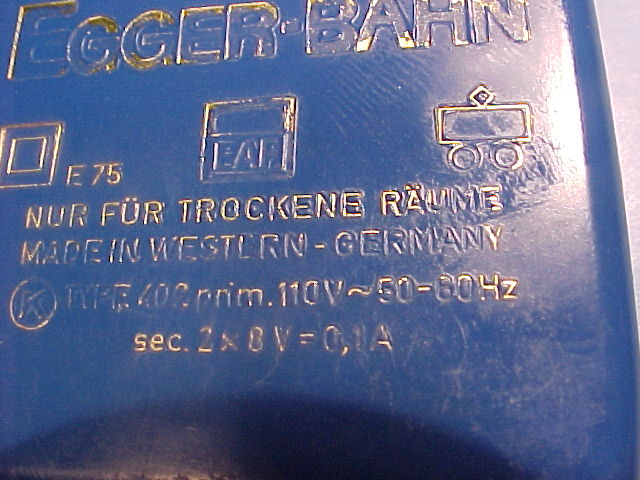 EGGER-BAHN
E 75
NUR FÜR TROCKENE RÄUME
MADE IN WESTERN-GERMANY
K TYPE 402 prim. 110V~50-60Hz
sec. 2 x 8 V = 0,1A